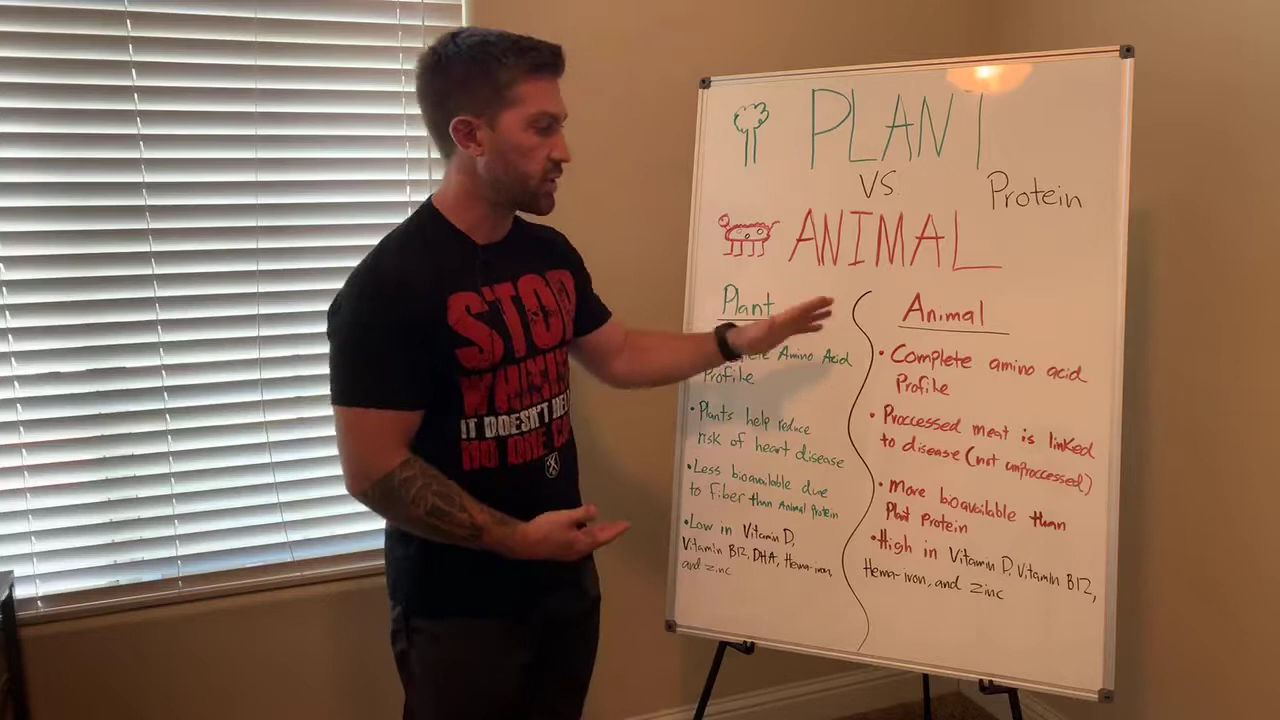 PLANT
VS.
Protein
ANIMAL
Plant
Amino Acid
Profile
• Plants help reduce
risk of heart disease
• Less bioavailable due
to fiber than Animal Protein
• Low in Vitamin D,
Vitamin B12, DHA, Heme-iron,
and zinc
Animal
• Complete amino acid
Profile
• Proccessed meat is linked
to disease (not unproccessed)
• More bioavailable than
Plant Protein
• High in Vitamin D, Vitamin B12,
Heme-iron, and zinc
STOP
IT DOESN'T HELP
NO ONE